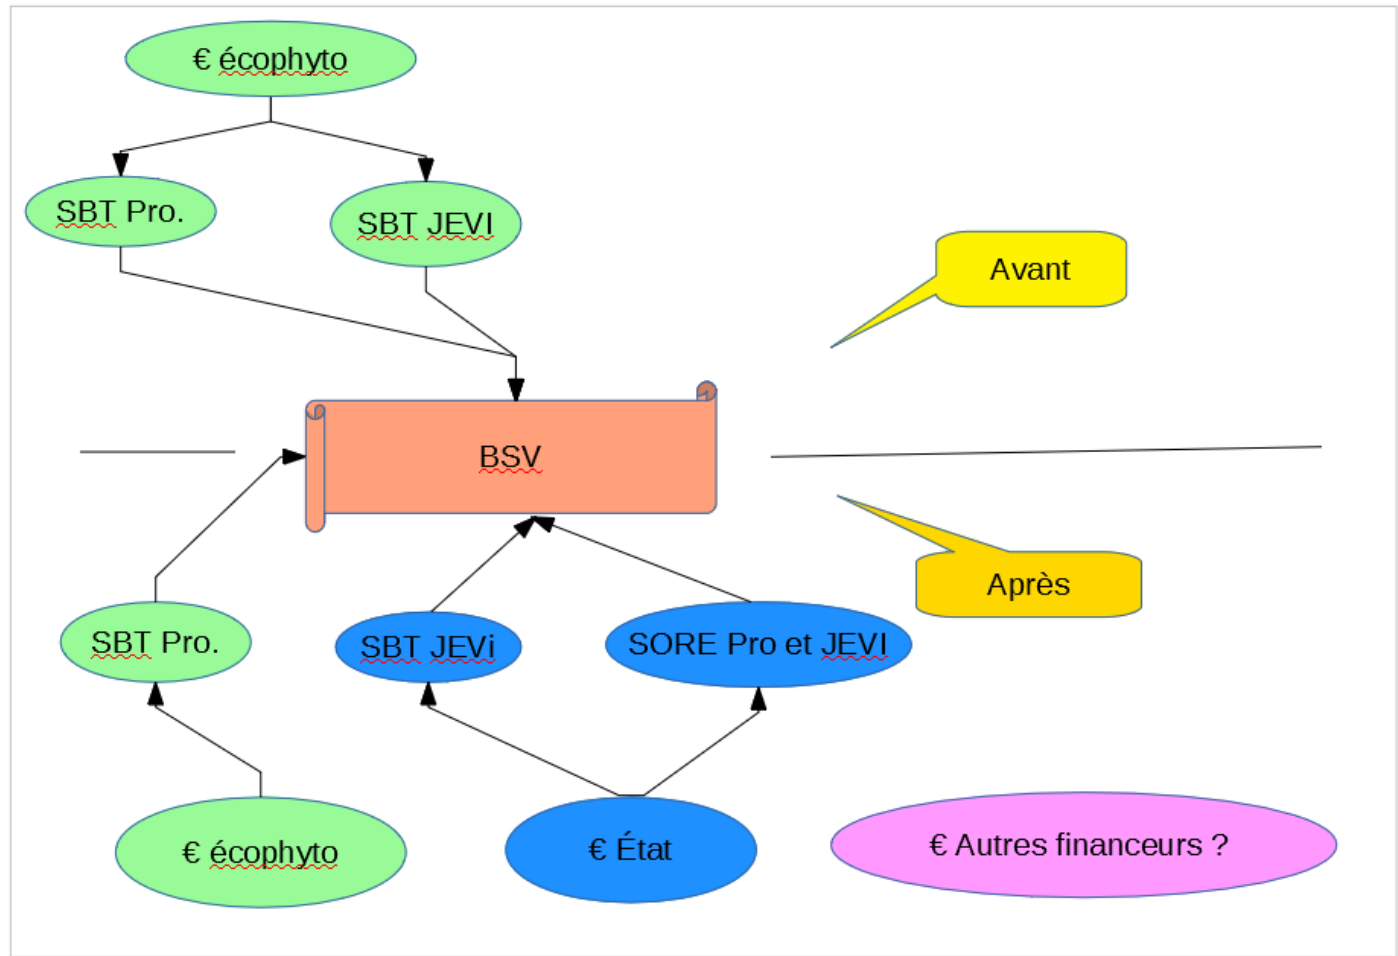 € écophyto
SBT Pro.
SBT JEVI
Avant
BSV
Après
SBT Pro.
SBT JEVi
SORE Pro et JEVI
€ écophyto
€ État
€ Autres financeurs ?